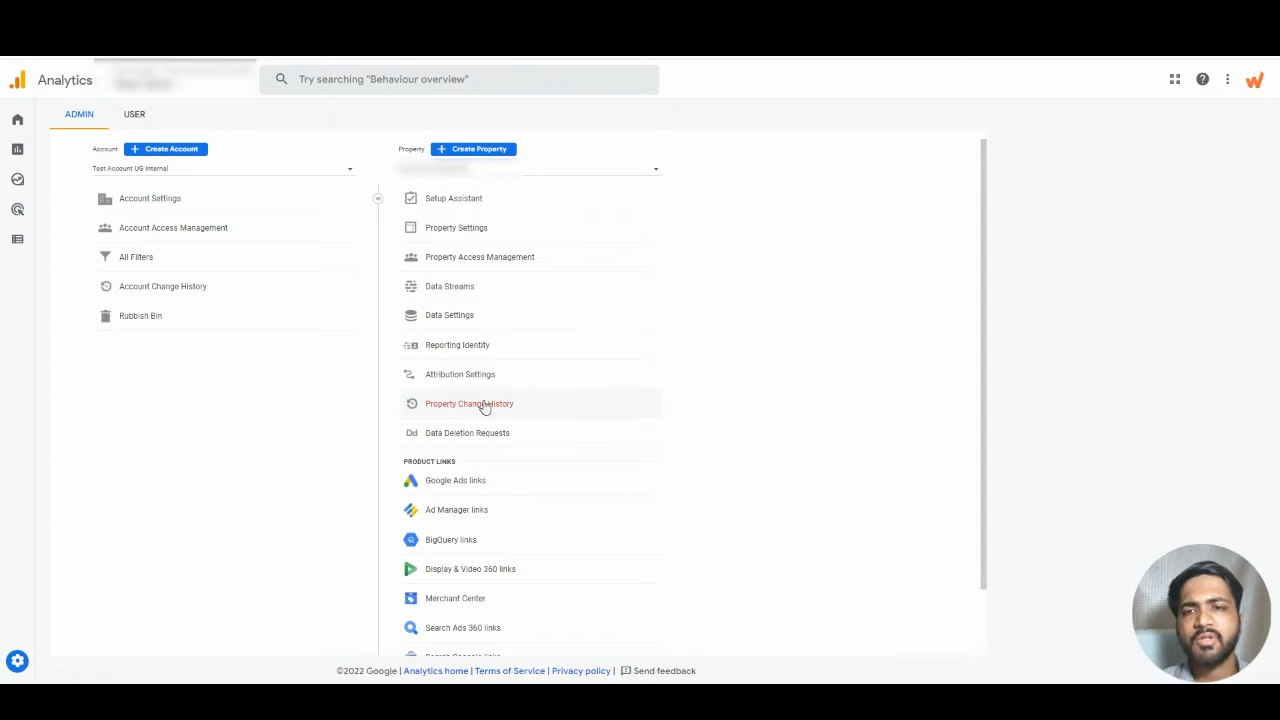 Analytics
Try searching "Behaviour overview"
ADMIN
USER
Account
Create Account
Test Account UG Internal
Account Settings
Account Access Management
All Filters
Account Change History
Rubbish Bin
Property
Create Property
Setup Assistant
Property Settings
Property Access Management
Data Streams
Data Settings
Reporting Identity
Attribution Settings
Property Change History
Dd Data Deletion Requests
PRODUCT LINKS
Google Ads links
Ad Manager links
BigQuery links
Display & Video 360 links
Merchant Center
Search Ads 360 links
©2022 Google | Analytics home | Terms of Service | Privacy policy | Send feedback